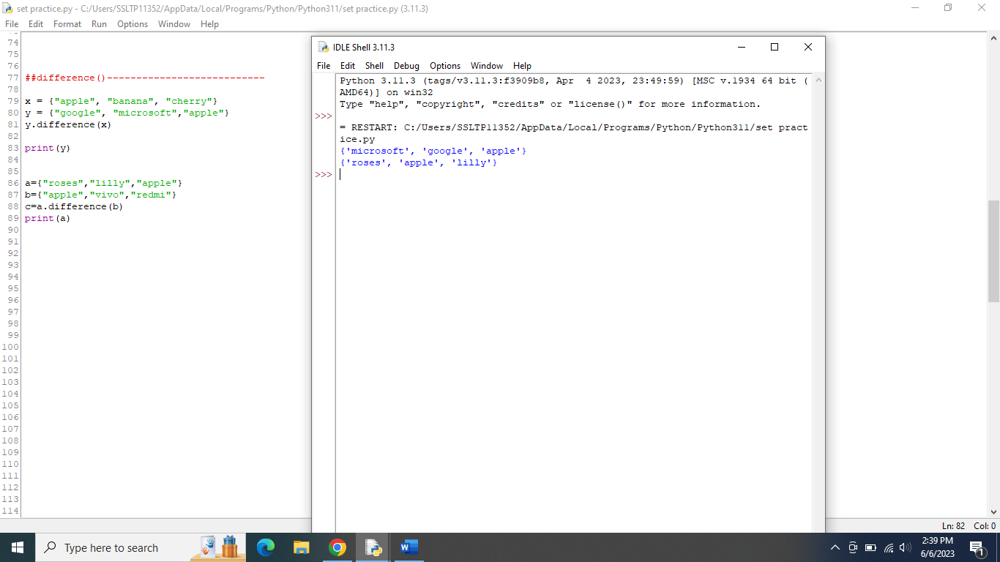 set practice.py - C:/Users/SSLTP11352/AppData/Local/Programs/Python/Python311/set practice.py (3.11.3)
File Edit Format Run Options Window Help
74
75
76
77 ##difference()---------------------------
78
79 x = {"apple", "banana", "cherry"}
80 y = {"google", "microsoft","apple"}
81 y.difference(x)
82
83 print(y)
84
85
86 a={"roses","lilly","apple"}
87 b={"apple","vivo","redmi"}
88 c=a.difference(b)
89 print(a)
90
91
92
93
94
95
96
97
98
99
100
101
102
103
104
105
106
107
108
109
110
111
112
113
114
IDLE Shell 3.11.3
File Edit Shell Debug Options Window Help
Python 3.11.3 (tags/v3.11.3:f3909b8, Apr  4 2023, 23:49:59) [MSC v.1934 64 bit (
AMD64)] on win32
Type "help", "copyright", "credits" or "license()" for more information.
>>>
= RESTART: C:/Users/SSLTP11352/AppData/Local/Programs/Python/Python311/set pract
ice.py
{'microsoft', 'google', 'apple'}
{'roses', 'apple', 'lilly'}
>>>
Ln: 82 Col: 0
Type here to search
W
2:39 PM
6/6/2023
1